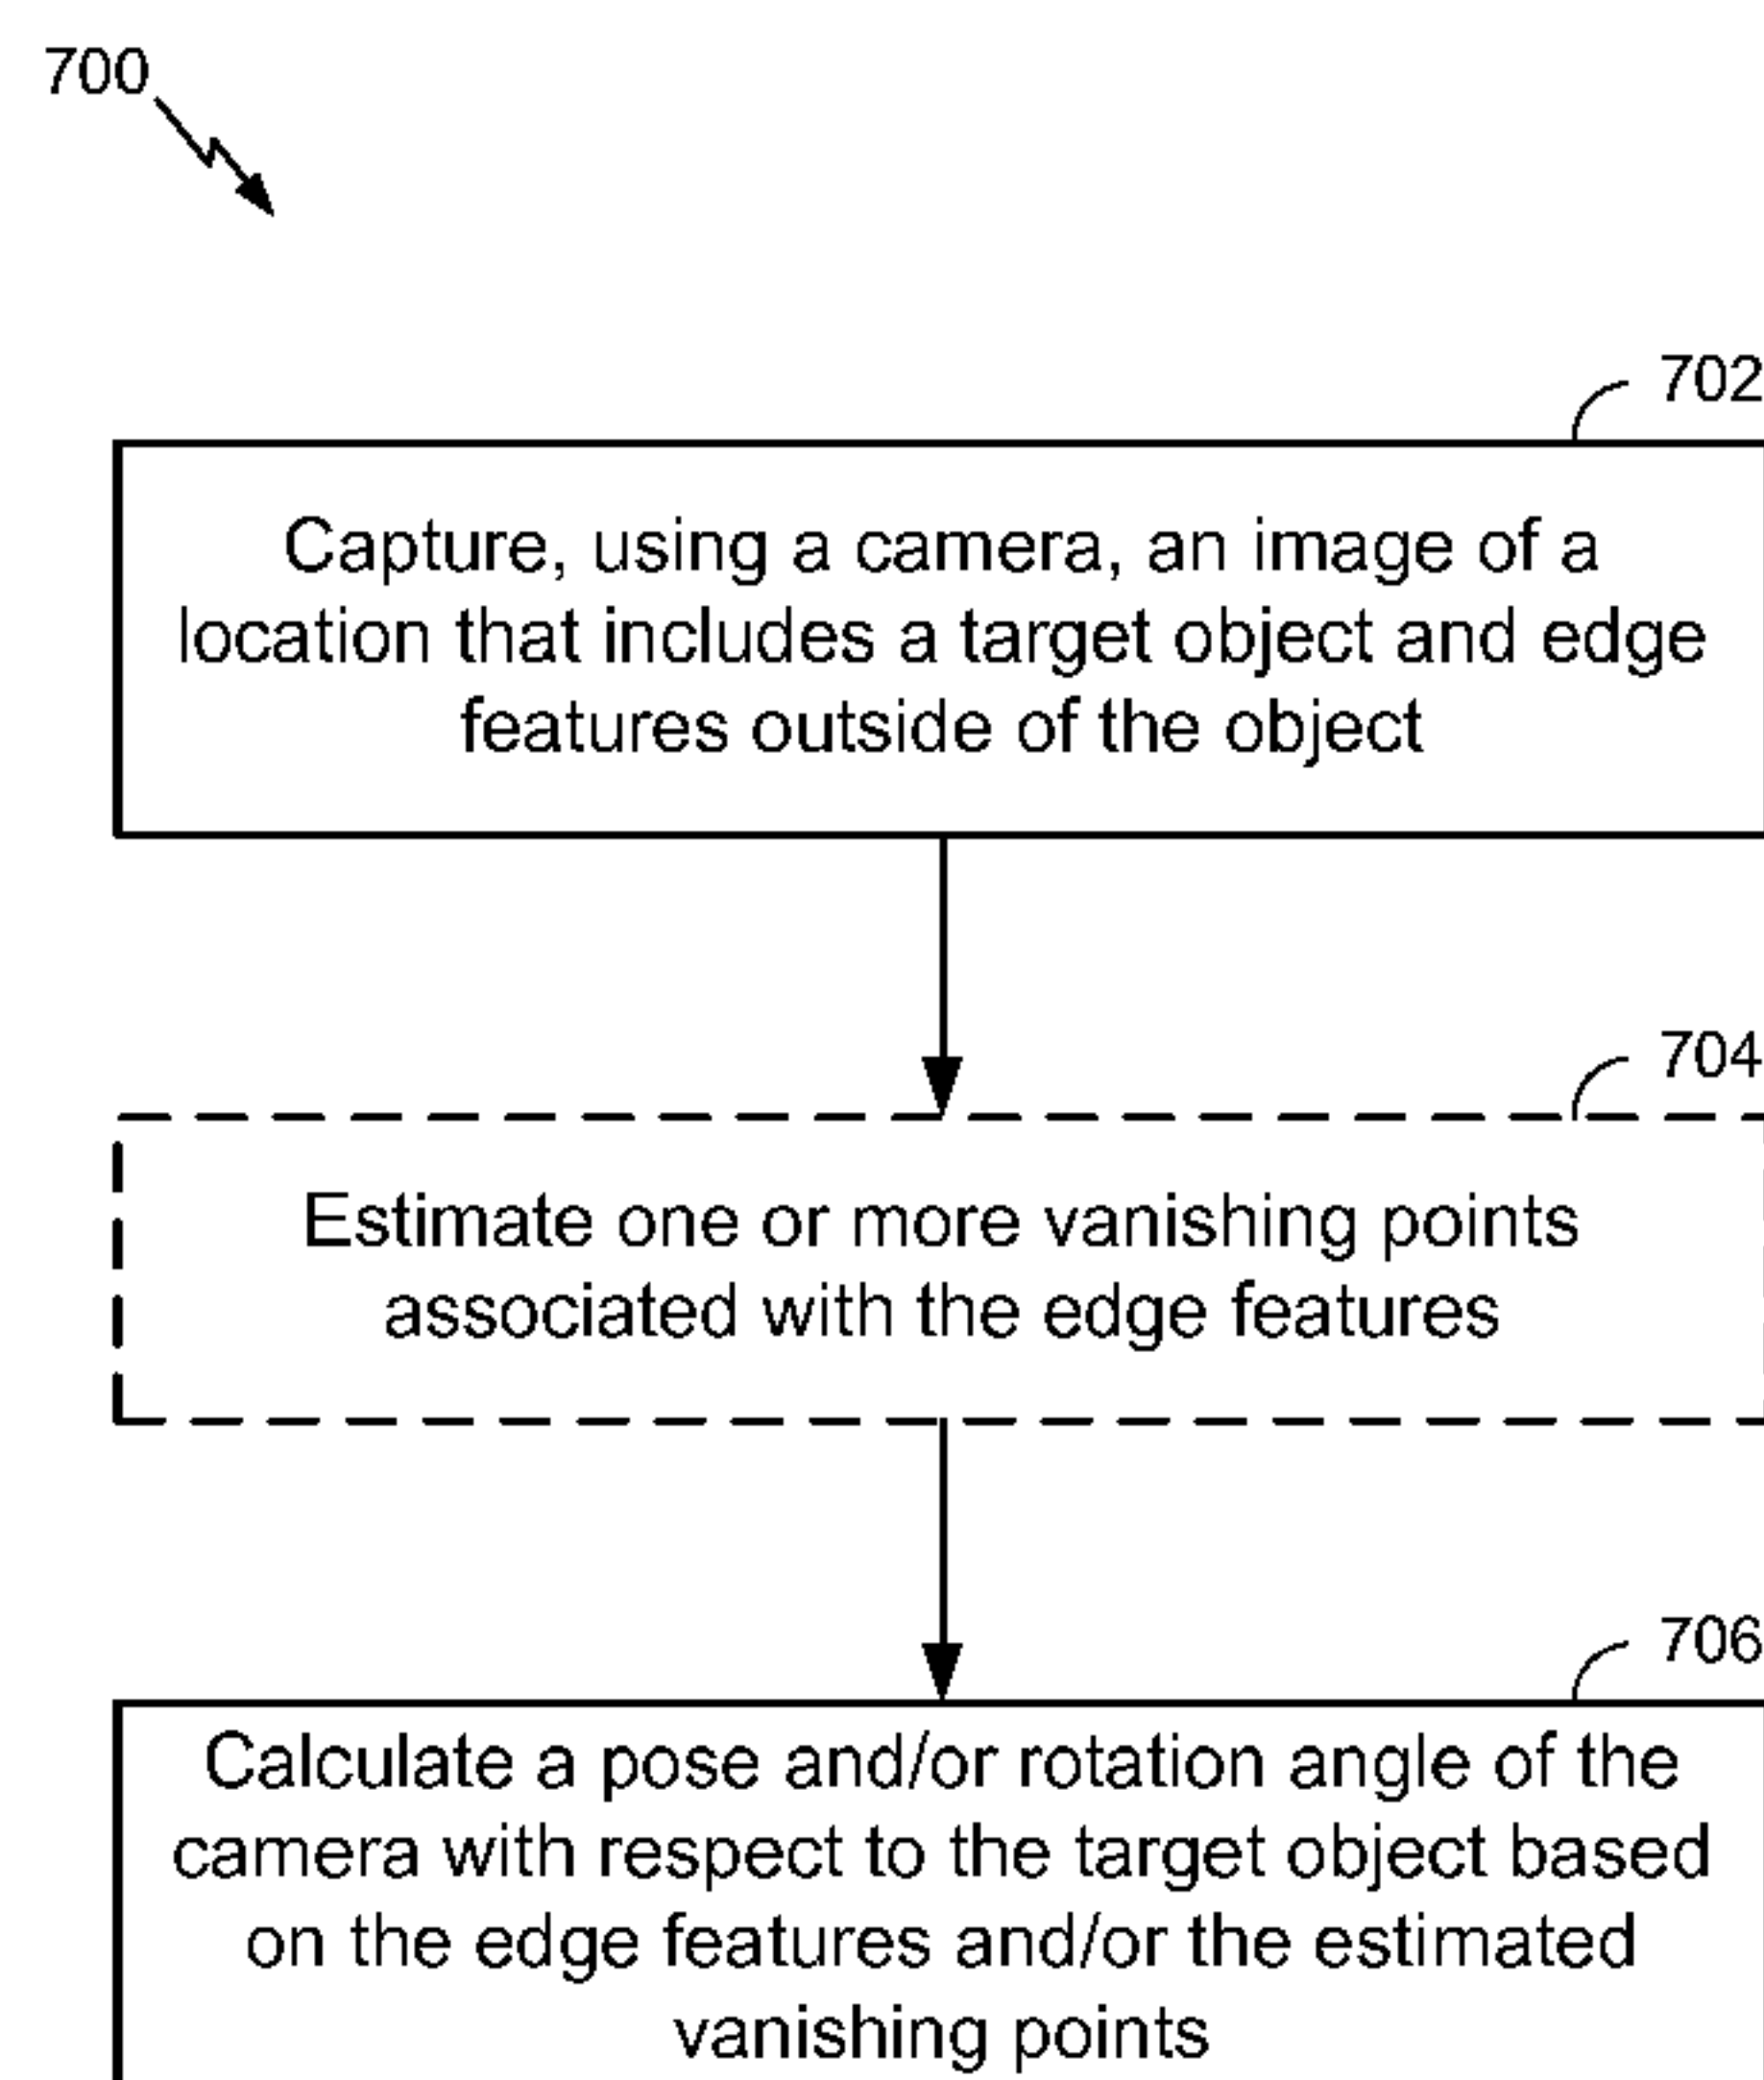 700
702
Capture, using a camera, an image of a
location that includes a target object and edge
features outside of the object
704
Estimate one or more vanishing points
associated with the edge features
706
Calculate a pose and/or rotation angle of the
camera with respect to the target object based
on the edge features and/or the estimated
vanishing points